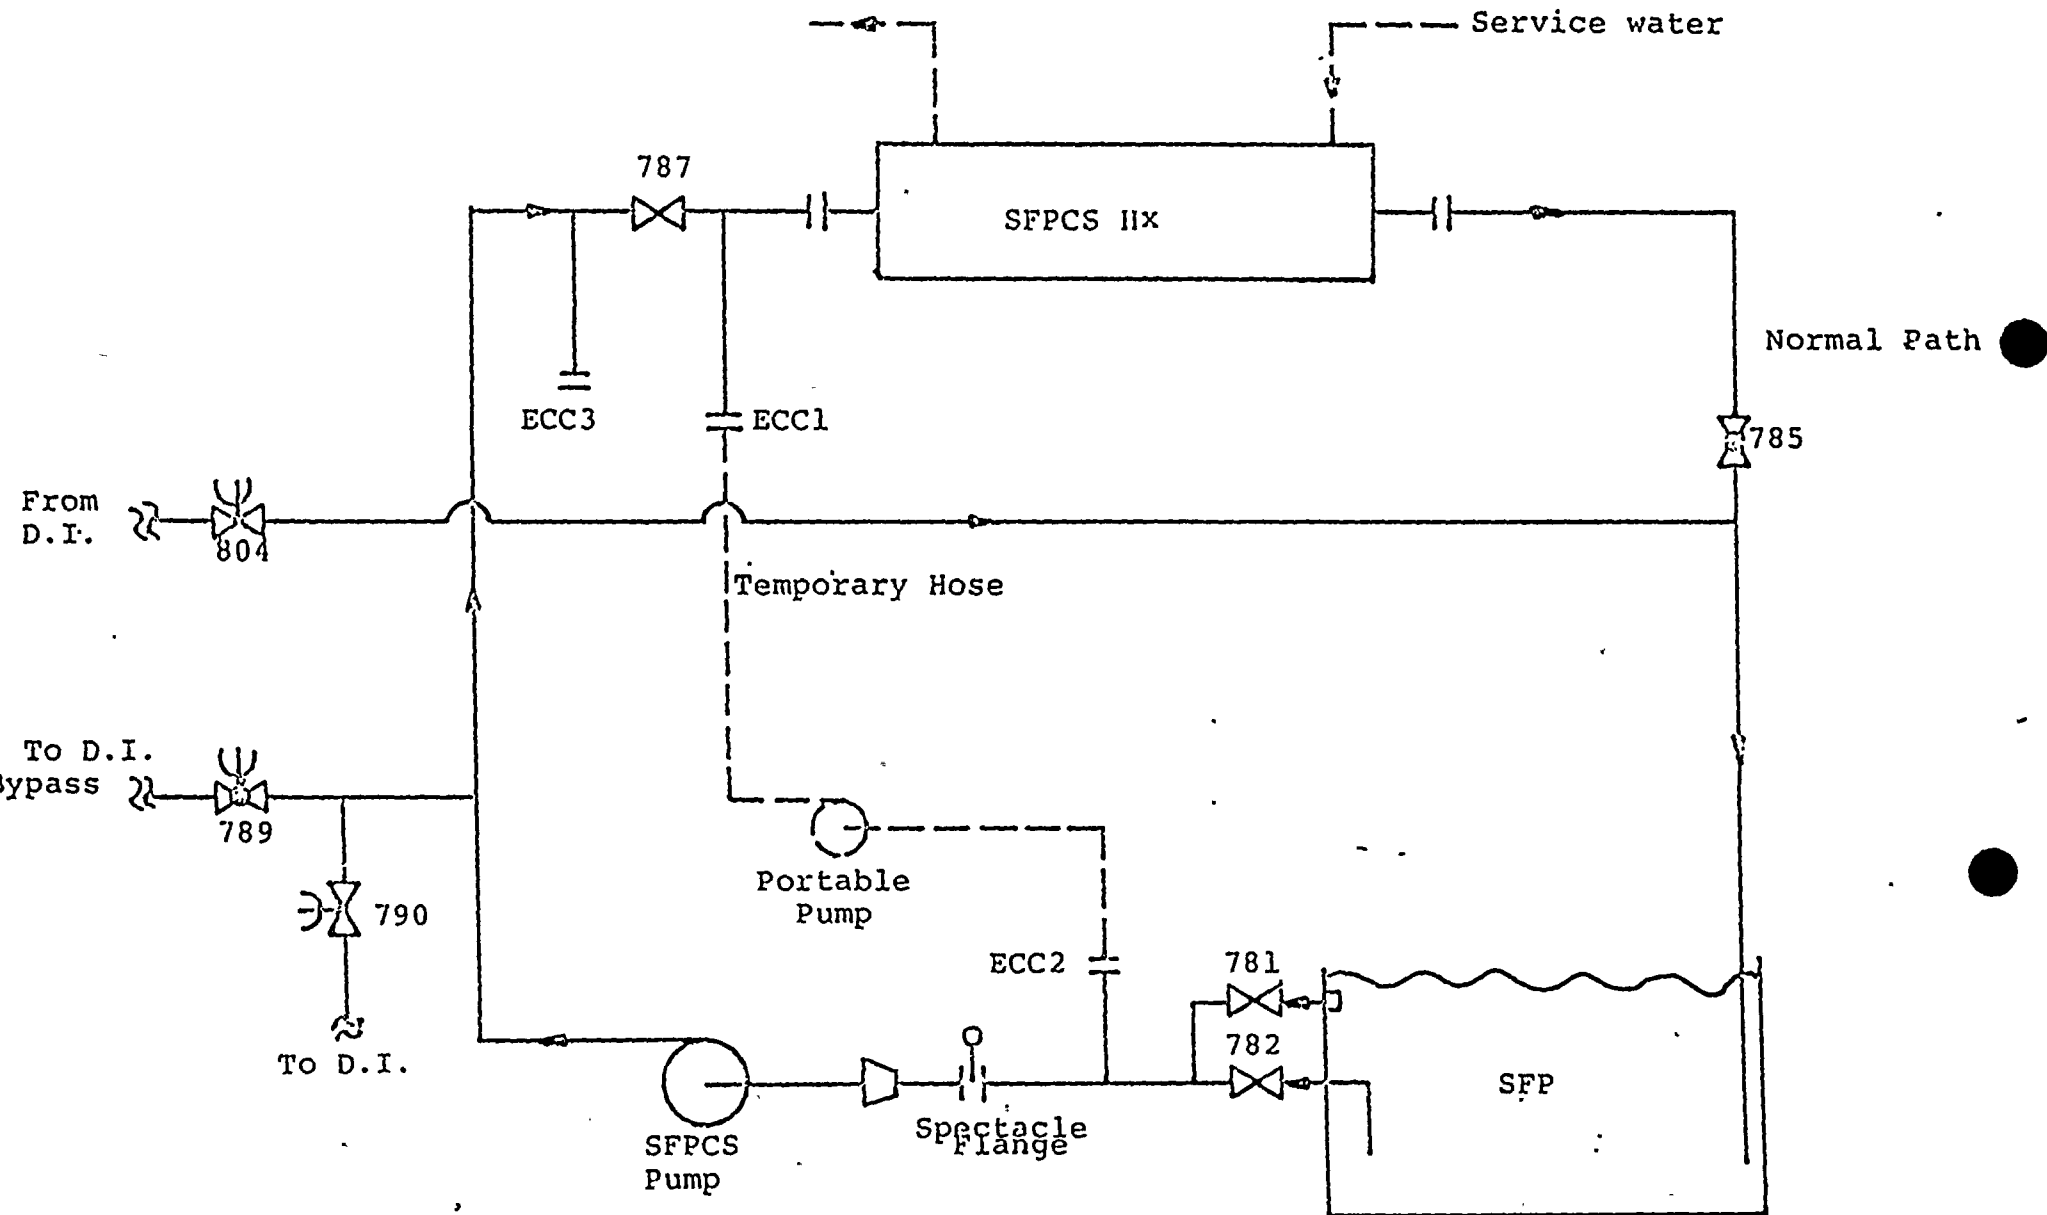 Service water
787
SFPCS Hx
Normal Path
ECC3
ECC1
785
From
D.I.
804
Temporary Hose
To D.I.
Bypass
789
Portable
Pump
790
ECC2
781
782
To D.I.
SFP
Spectacle
Flange
SFPCS
Pump